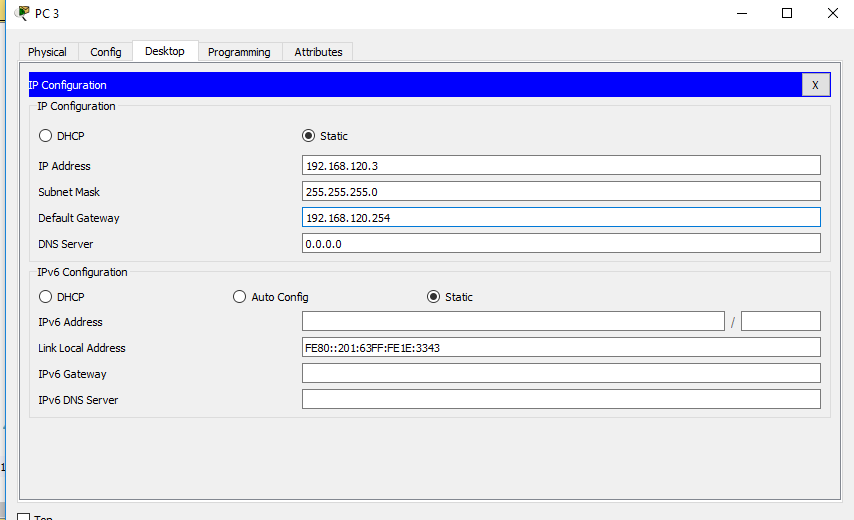 PC 3
Physical Config Desktop Programming Attributes
IP Configuration X
IP Configuration
DHCP Static
IP Address 192.168.120.3
Subnet Mask 255.255.255.0
Default Gateway 192.168.120.254
DNS Server 0.0.0.0
IPv6 Configuration
DHCP Auto Config Static
IPv6 Address /
Link Local Address FE80::201:63FF:FE1E:3343
IPv6 Gateway
IPv6 DNS Server
1
Top